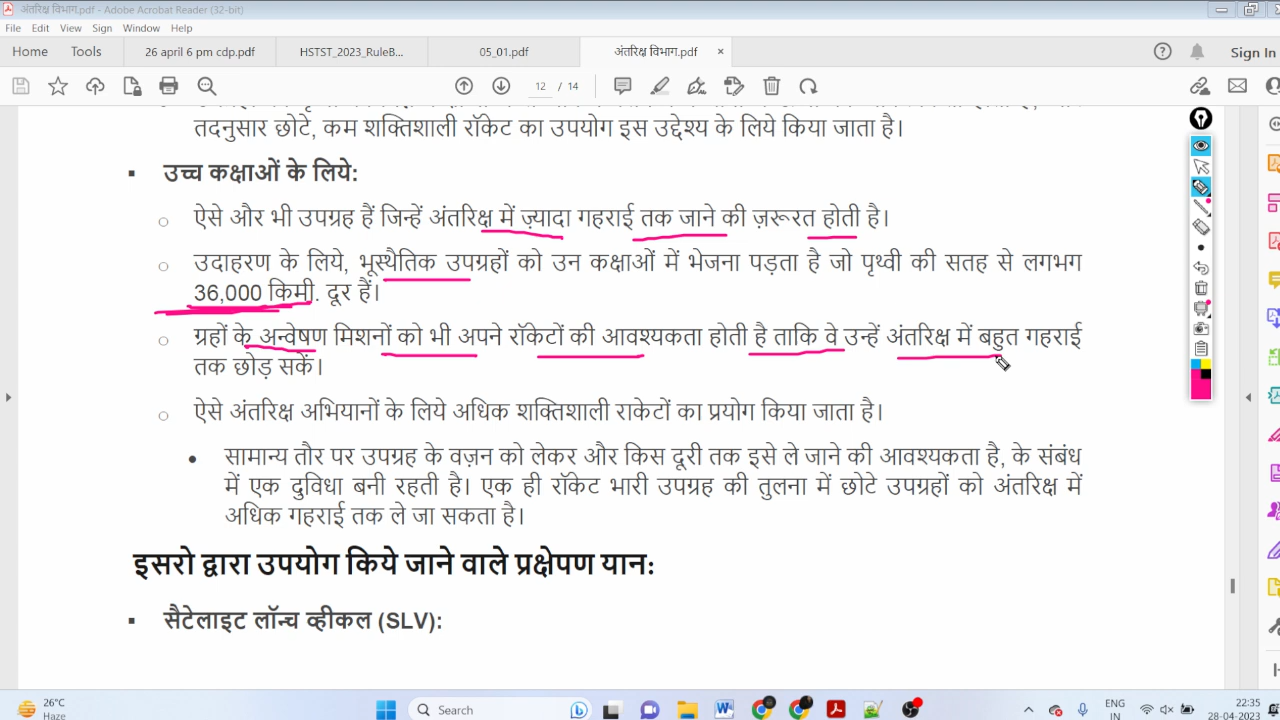 अंतरिक्ष विभाग.pdf - Adobe Acrobat Reader (32-bit)
File Edit View Sign Window Help
Home Tools 26 april 6 pm cdp.pdf HSTST_2023_RuleB... 05_01.pdf अंतरिक्ष विभाग.pdf × Sign In
12 / 14
तदनुसार छोटे, कम शक्तिशाली रॉकेट का उपयोग इस उद्देश्य के लिये किया जाता है।
▪ उच्च कक्षाओं के लिये:
○ ऐसे और भी उपग्रह हैं जिन्हें अंतरिक्ष में ज़्यादा गहराई तक जाने की ज़रूरत होती है।
○ उदाहरण के लिये, भूस्थैतिक उपग्रहों को उन कक्षाओं में भेजना पड़ता है जो पृथ्वी की सतह से लगभग
36,000 किमी. दूर हैं।
○ ग्रहों के अन्वेषण मिशनों को भी अपने रॉकेटों की आवश्यकता होती है ताकि वे उन्हें अंतरिक्ष में बहुत गहराई
तक छोड़ सकें।
○ ऐसे अंतरिक्ष अभियानों के लिये अधिक शक्तिशाली राकेटों का प्रयोग किया जाता है।
• सामान्य तौर पर उपग्रह के वज़न को लेकर और किस दूरी तक इसे ले जाने की आवश्यकता है, के संबंध
में एक दुविधा बनी रहती है। एक ही रॉकेट भारी उपग्रह की तुलना में छोटे उपग्रहों को अंतरिक्ष में
अधिक गहराई तक ले जा सकता है।
इसरो द्वारा उपयोग किये जाने वाले प्रक्षेपण यान:
▪ सैटेलाइट लॉन्च व्हीकल (SLV):
26°C
Haze
Search
ENG
IN
22:35
28-04-2023